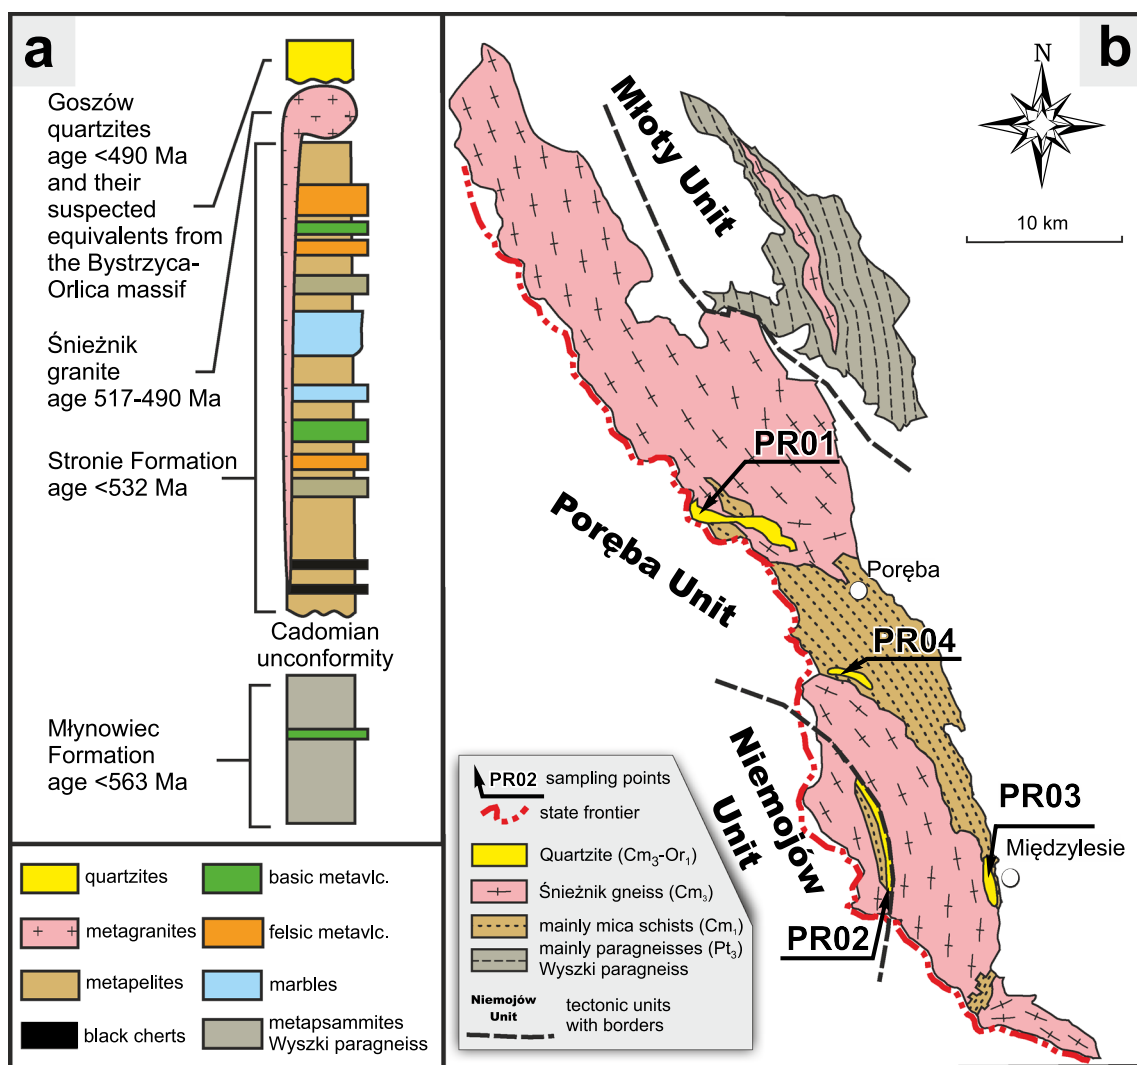 a
Goszów
quartzites
age <490 Ma
and their
suspected
equivalents from
the Bystrzyca-
Orlica massif
Śnieżnik
granite
age 517-490 Ma
Stronie Formation
age <532 Ma
Cadomian
unconformity
Młynowiec
Formation
age <563 Ma
quartzites
basic metavlc.
metagranites
felsic metavlc.
metapelites
marbles
black cherts
metapsammites
Wyszki paragneiss
b
N
10 km
Młoty Unit
PR01
Poręba Unit
Poręba
PR04
Niemojów
Unit
PR03
Międzylesie
PR02
PR02 sampling points
state frontier
Quartzite (Cm₃-Or₁)
Śnieżnik gneiss (Cm₃)
mainly mica schists (Cm₁)
mainly paragneisses (Pt₃)
Wyszki paragneiss
Niemojów
Unit
tectonic units
with borders